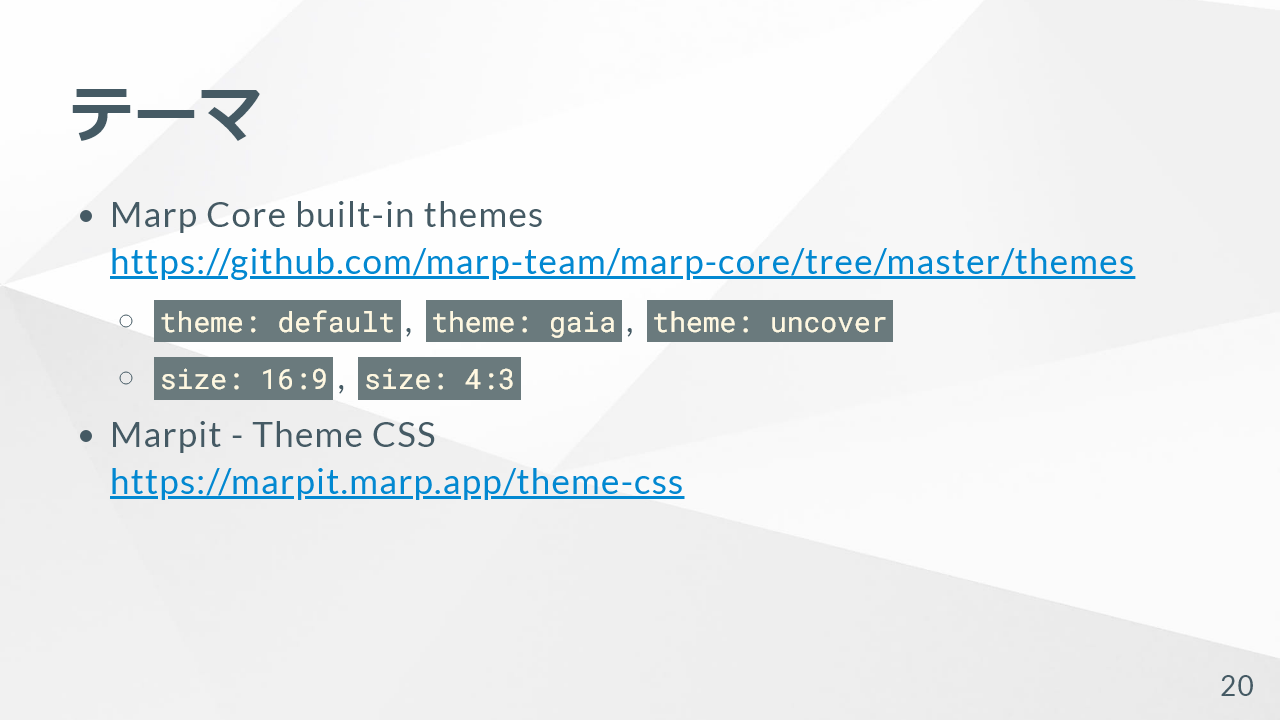 テーマ
Marp Core built-in themes
https://github.com/marp-team/marp-core/tree/master/themes
theme: default, theme: gaia, theme: uncover
size: 16:9, size: 4:3
Marpit - Theme CSS
https://marpit.marp.app/theme-css
20